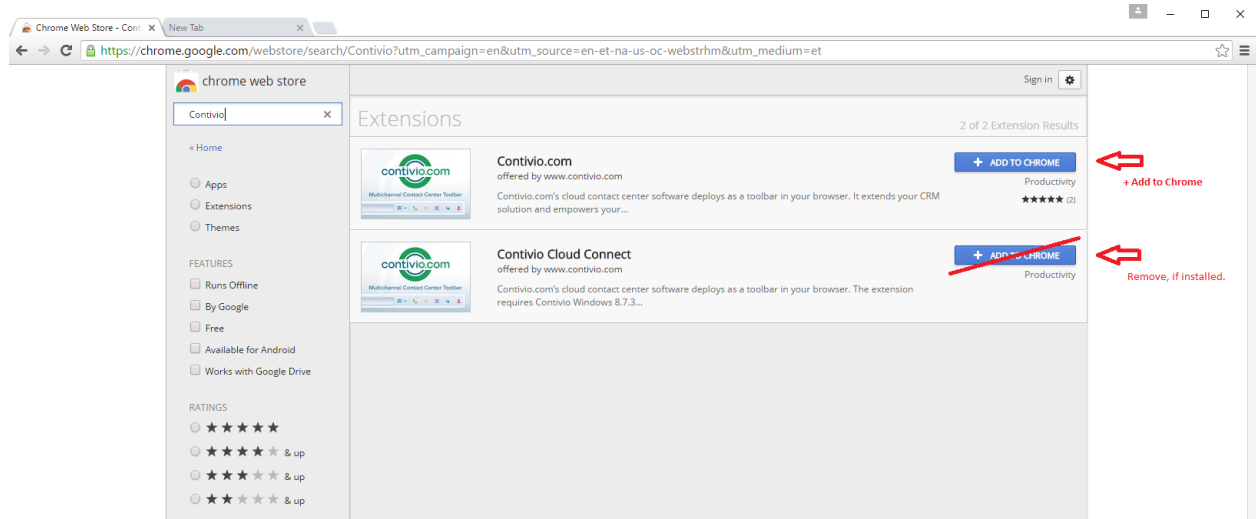 Chrome Web Store - Cont
New Tab
https://chrome.google.com/webstore/search/Contivio?utm_campaign=en&utm_source=en-et-na-us-oc-webstrhm&utm_medium=et
chrome web store
Sign in
Contivio
Extensions
2 of 2 Extension Results
« Home
Apps
Extensions
Themes
FEATURES
Runs Offline
By Google
Free
Available for Android
Works with Google Drive
RATINGS
& up
& up
& up
contivio.com
Multichannel Contact Center Toolbar
Contivio.com
offered by www.contivio.com
Contivio.com's cloud contact center software deploys as a toolbar in your browser. It extends your CRM
solution and empowers your...
+ ADD TO CHROME
Productivity
(2)
+ Add to Chrome
contivio.com
Multichannel Contact Center Toolbar
Contivio Cloud Connect
offered by www.contivio.com
Contivio.com's cloud contact center software deploys as a toolbar in your browser. The extension
requires Contivio Windows 8.7.3...
+ ADD TO CHROME
Productivity
Remove, if installed.